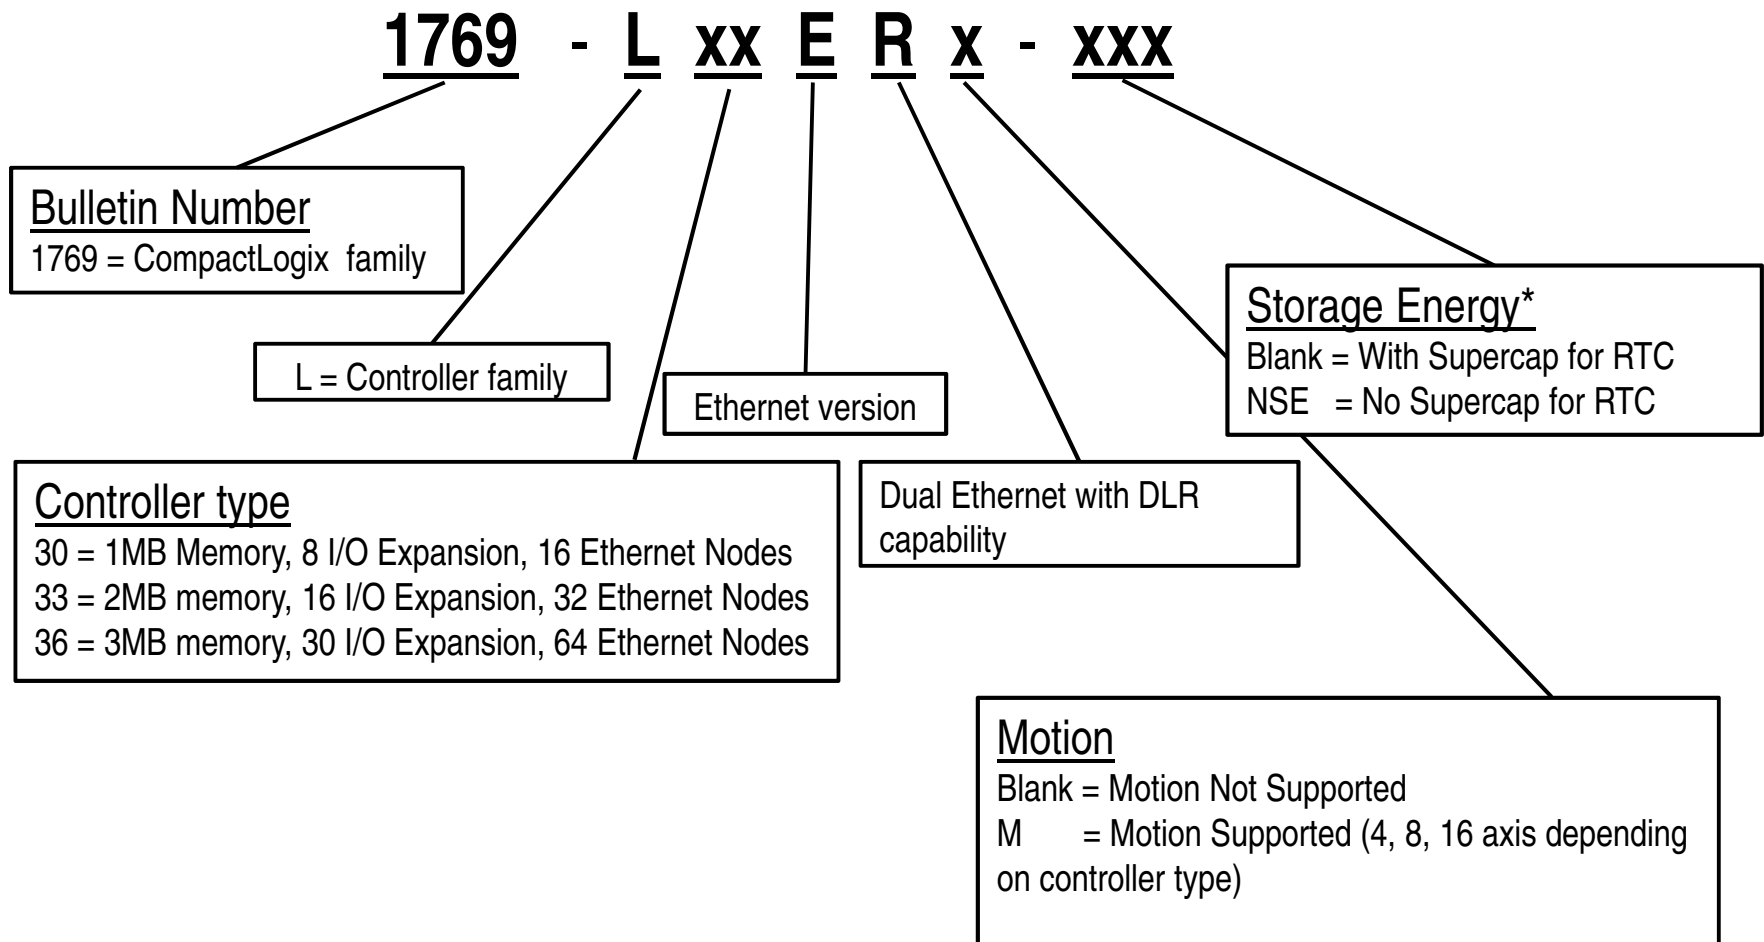 1769 - L xx E R x - xxx
Bulletin Number
1769 = CompactLogix family
L = Controller family
Ethernet version
Storage Energy*
Blank = With Supercap for RTC
NSE = No Supercap for RTC
Controller type
30 = 1MB Memory, 8 I/O Expansion, 16 Ethernet Nodes
33 = 2MB memory, 16 I/O Expansion, 32 Ethernet Nodes
36 = 3MB memory, 30 I/O Expansion, 64 Ethernet Nodes
Dual Ethernet with DLR
capability
Motion
Blank = Motion Not Supported
M = Motion Supported (4, 8, 16 axis depending
on controller type)